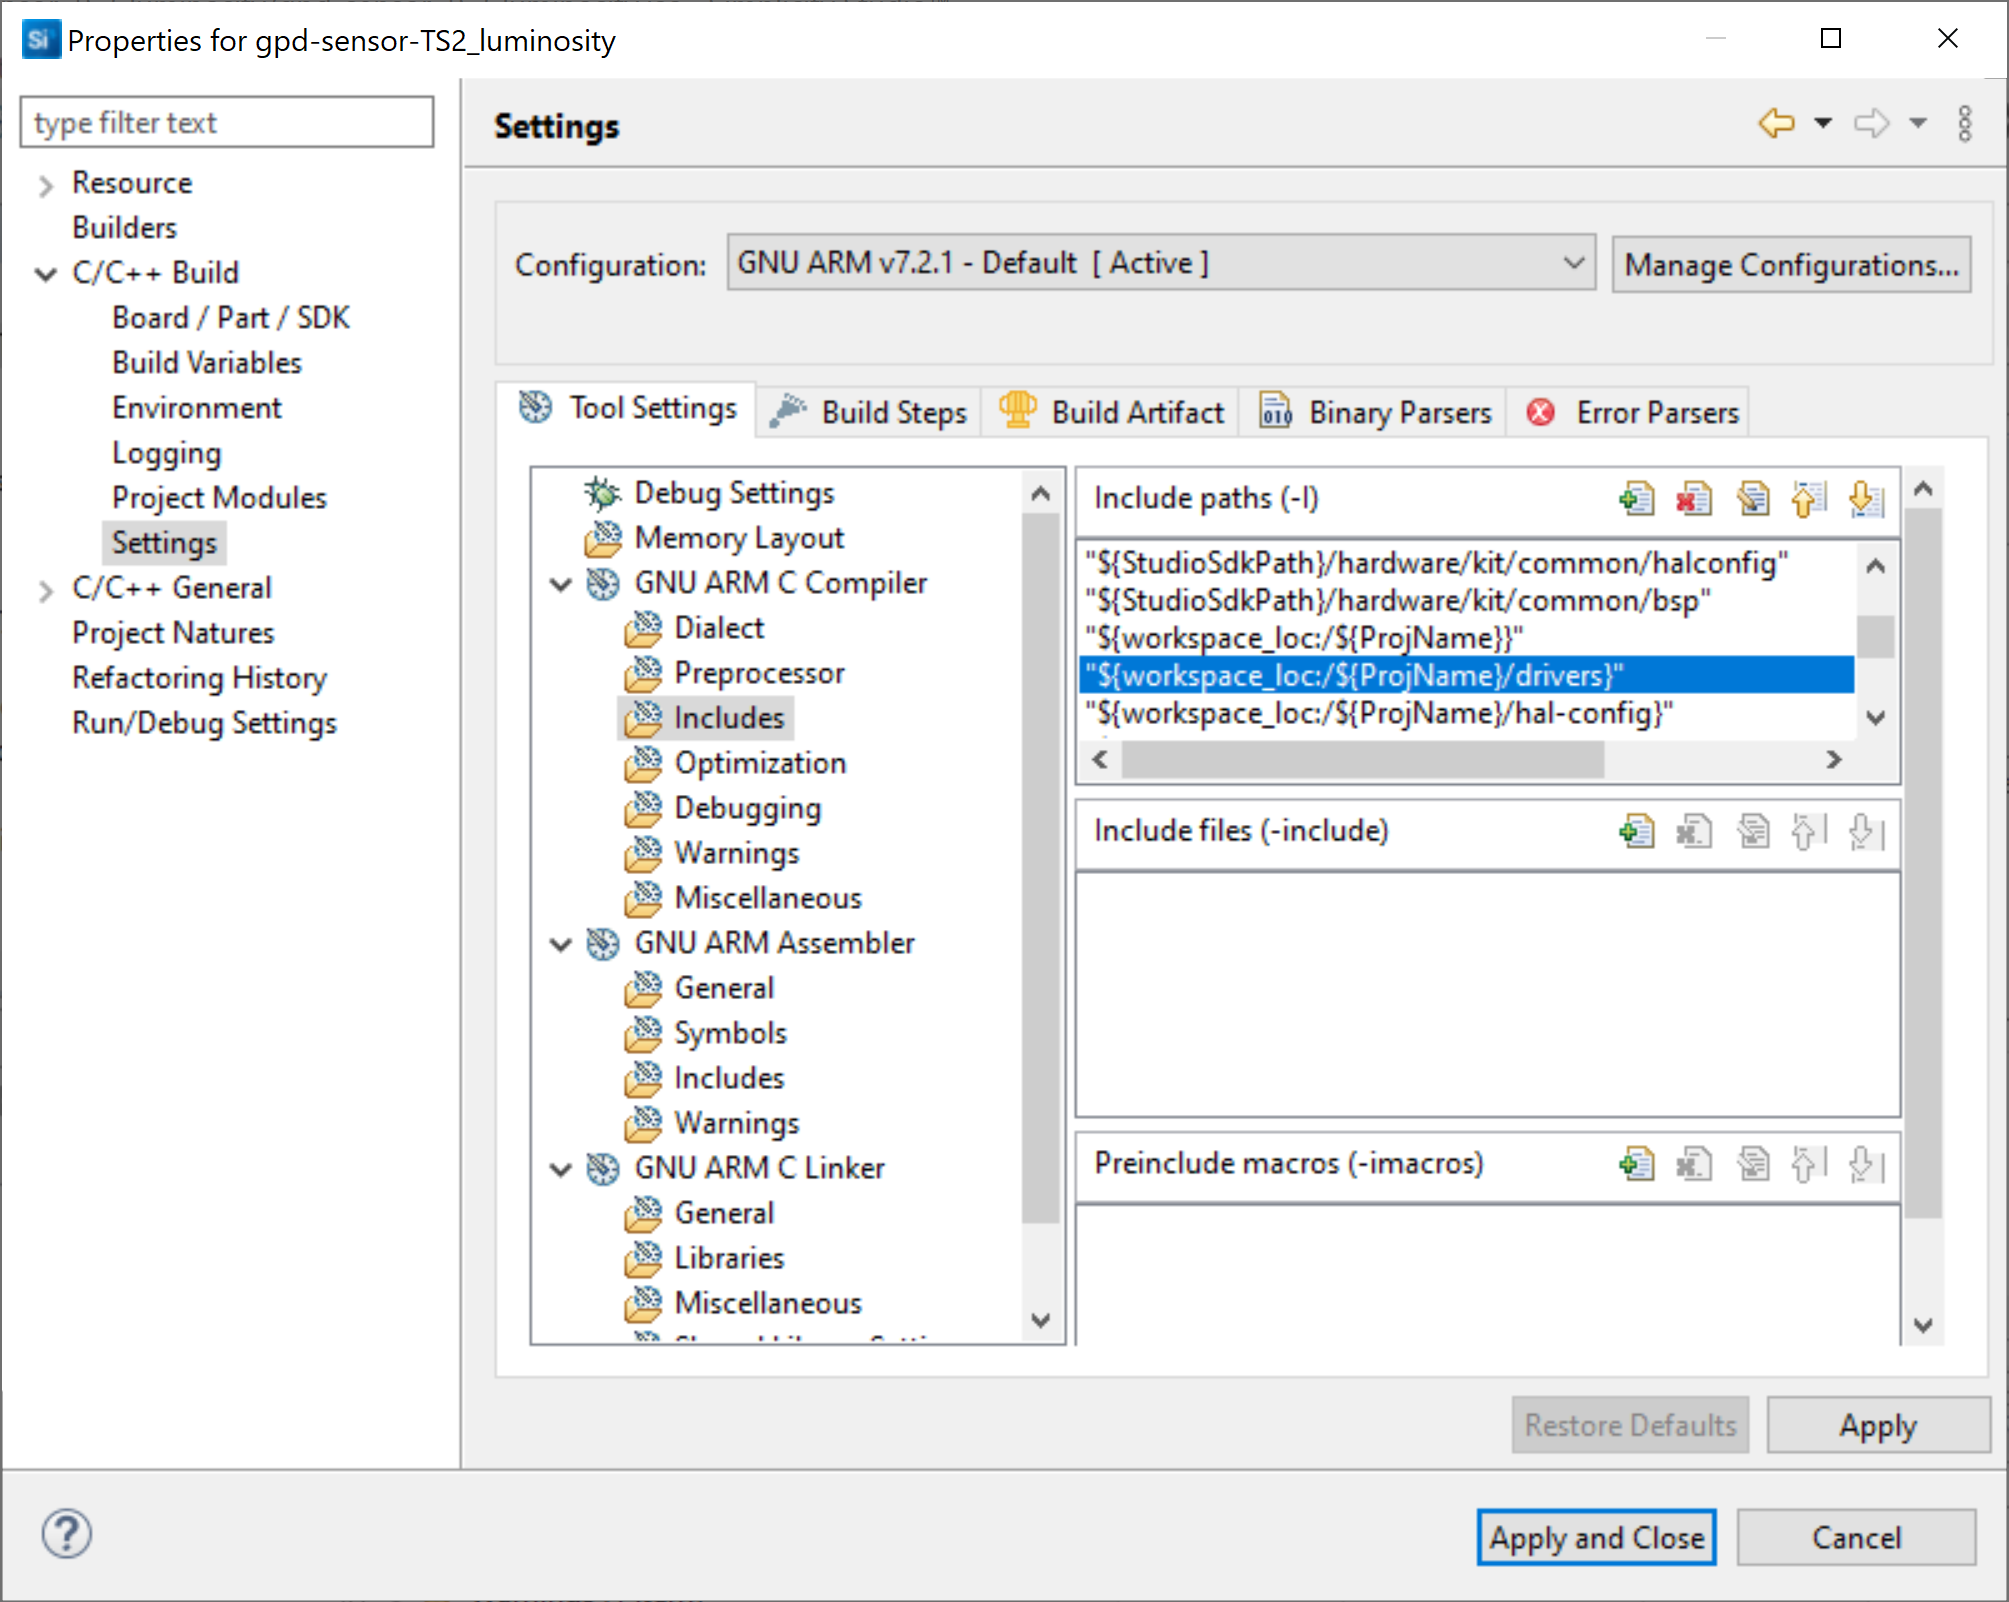 Si Properties for gpd-sensor-TS2_luminosity
type filter text
Resource
Builders
C/C++ Build
Board / Part / SDK
Build Variables
Environment
Logging
Project Modules
Settings
C/C++ General
Project Natures
Refactoring History
Run/Debug Settings
Settings
Configuration: GNU ARM v7.2.1 - Default [ Active ] Manage Configurations...
Tool Settings Build Steps Build Artifact 010 Binary Parsers Error Parsers
Debug Settings
Memory Layout
GNU ARM C Compiler
Dialect
Preprocessor
Includes
Optimization
Debugging
Warnings
Miscellaneous
GNU ARM Assembler
General
Symbols
Includes
Warnings
GNU ARM C Linker
General
Libraries
Miscellaneous
Include paths (-I)
"${StudioSdkPath}/hardware/kit/common/halconfig"
"${StudioSdkPath}/hardware/kit/common/bsp"
"${workspace_loc:/${ProjName}}"
"${workspace_loc:/${ProjName}/drivers}"
"${workspace_loc:/${ProjName}/hal-config}"
Include files (-include)
Preinclude macros (-imacros)
Restore Defaults Apply
? Apply and Close Cancel